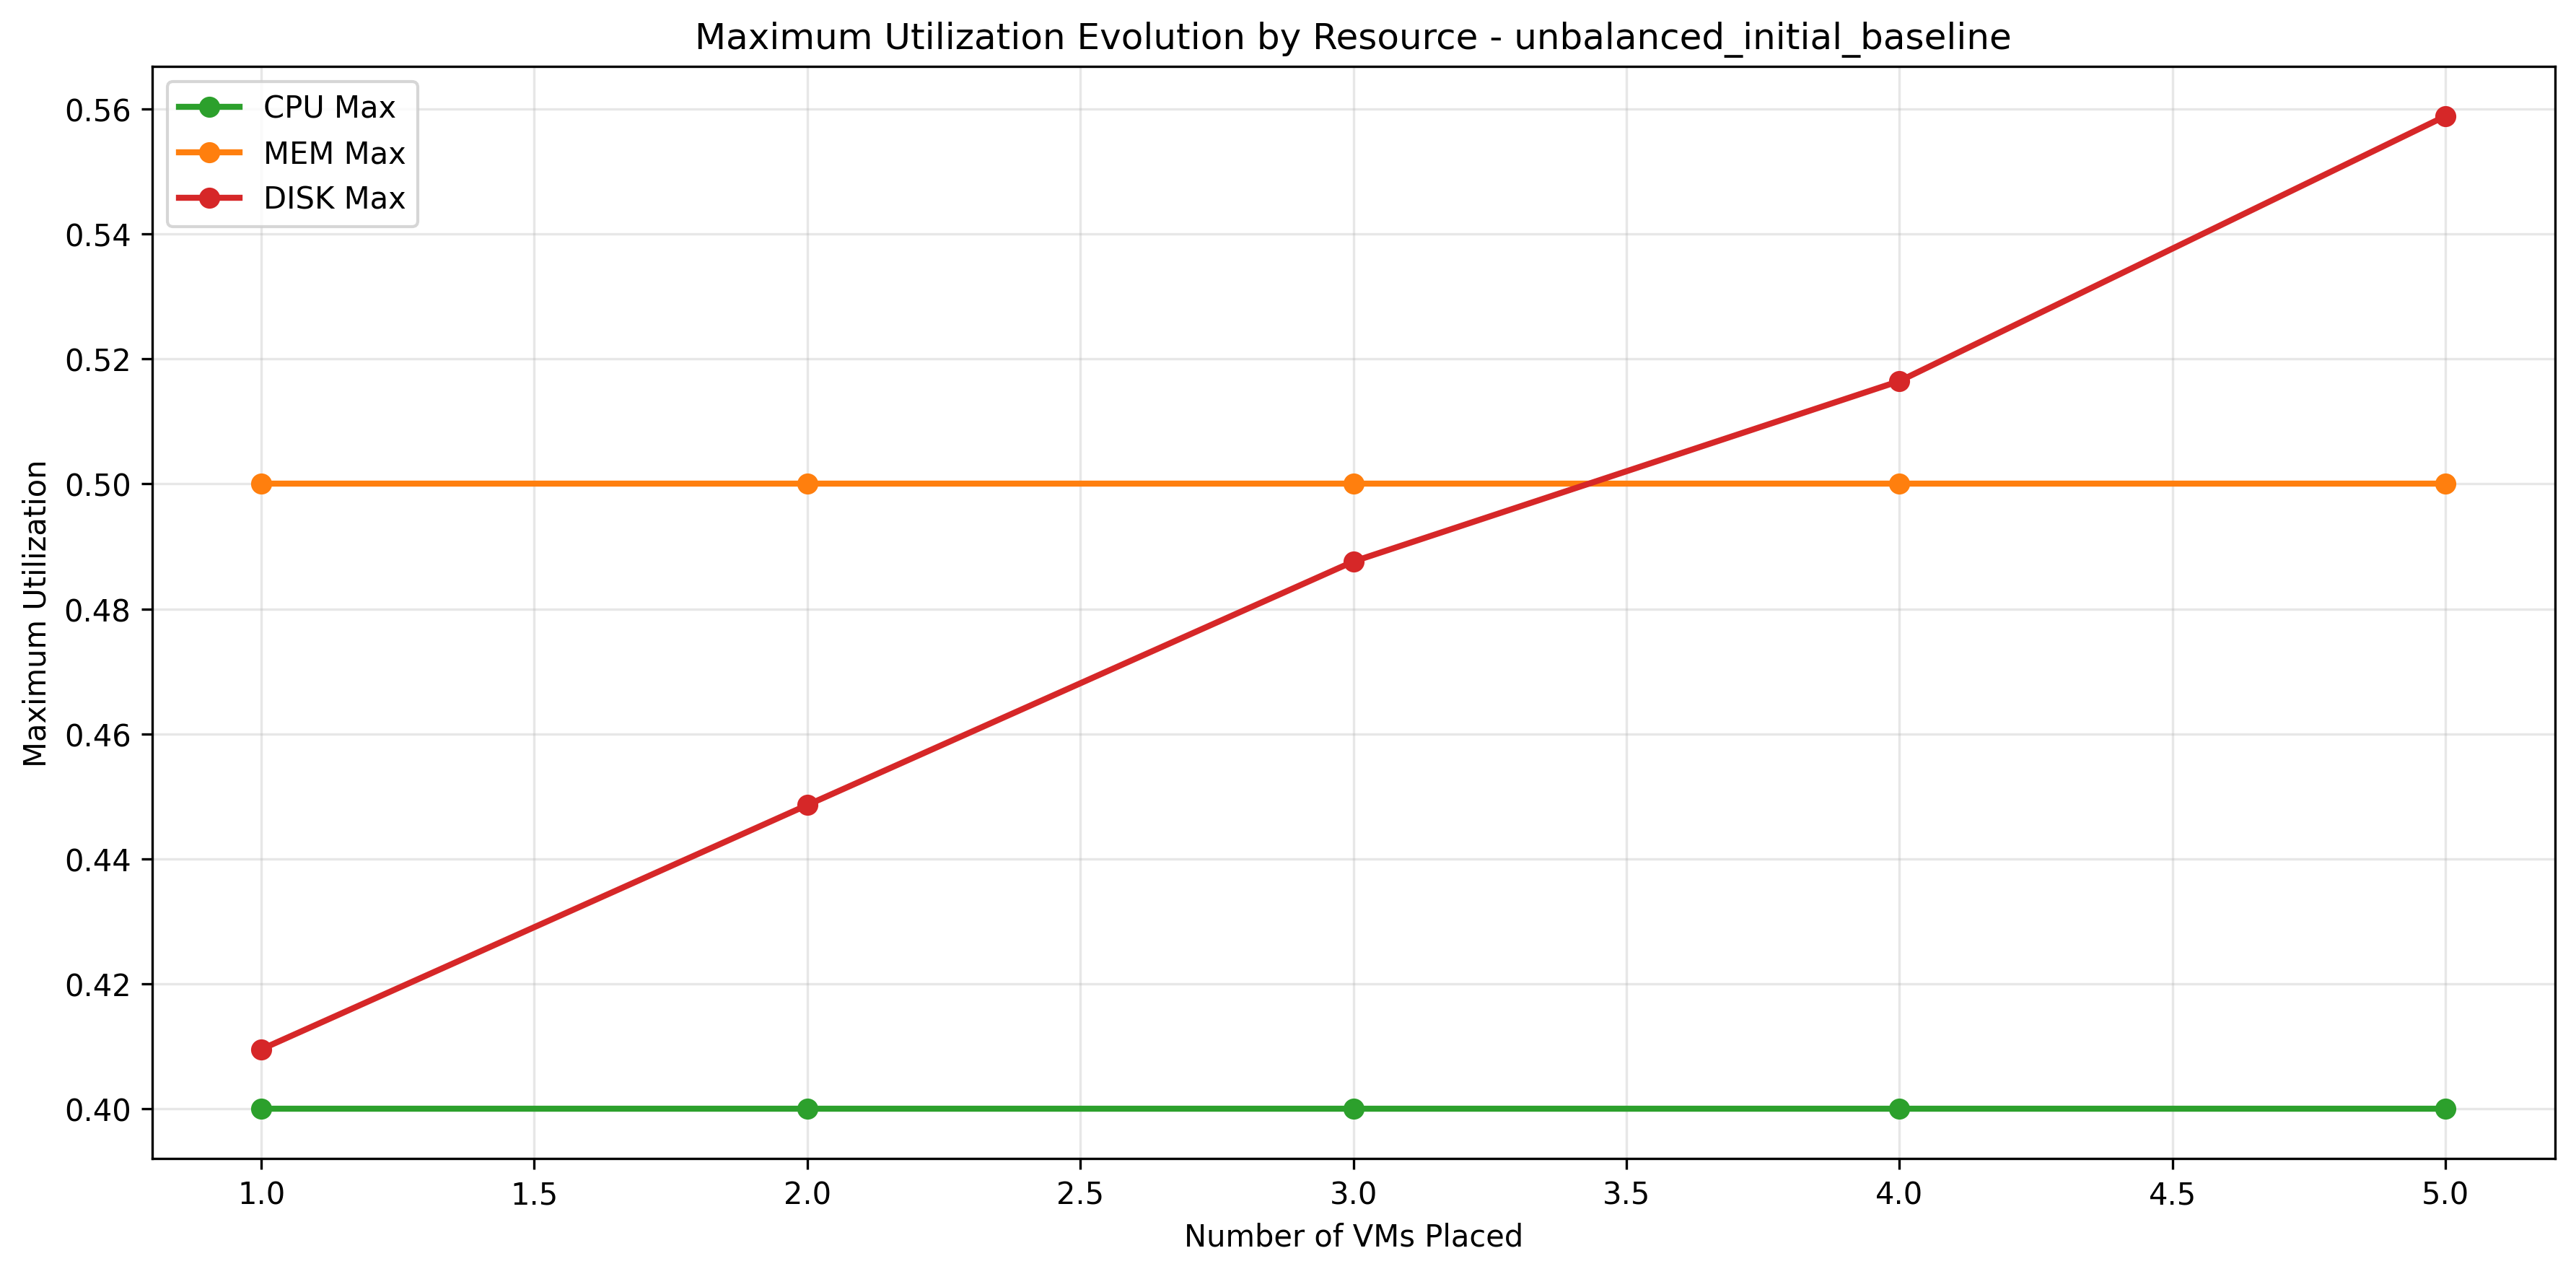 Maximum Utilization Evolution by Resource - unbalanced_initial_baseline
CPU Max
MEM Max
DISK Max
Maximum Utilization
0.56
0.54
0.52
0.50
0.48
0.46
0.44
0.42
0.40
1.0 1.5 2.0 2.5 3.0 3.5 4.0 4.5 5.0
Number of VMs Placed